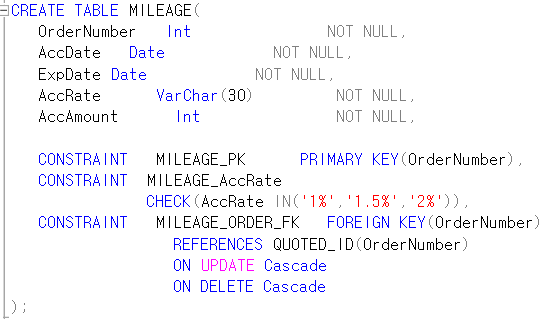 CREATE TABLE MILEAGE(
OrderNumber Int NOT NULL,
AccDate Date NOT NULL,
ExpDate Date NOT NULL,
AccRate VarChar(30) NOT NULL,
AccAmount Int NOT NULL,
CONSTRAINT MILEAGE_PK PRIMARY KEY(OrderNumber),
CONSTRAINT MILEAGE_AccRate
CHECK(AccRate IN('1%','1.5%','2%')),
CONSTRAINT MILEAGE_ORDER_FK FOREIGN KEY(OrderNumber)
REFERENCES QUOTED_ID(OrderNumber)
ON UPDATE Cascade
ON DELETE Cascade
);